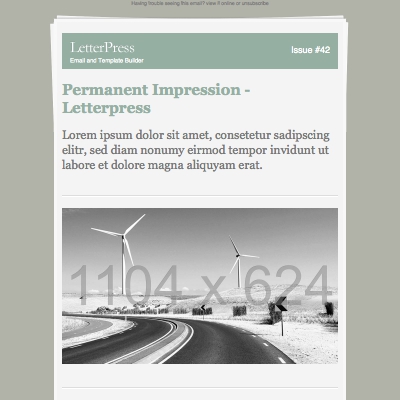 Having trouble seeing this email? view if online or unsubscribe.
LetterPress
Issue #42
Email and Template Builder
Permanent Impression -
Letterpress
Lorem ipsum dolor sit amet, consetetur sadipscing
elitr, sed diam nonumy eirmod tempor invidunt ut
labore et dolore magna aliquyam erat.
1104 x 624